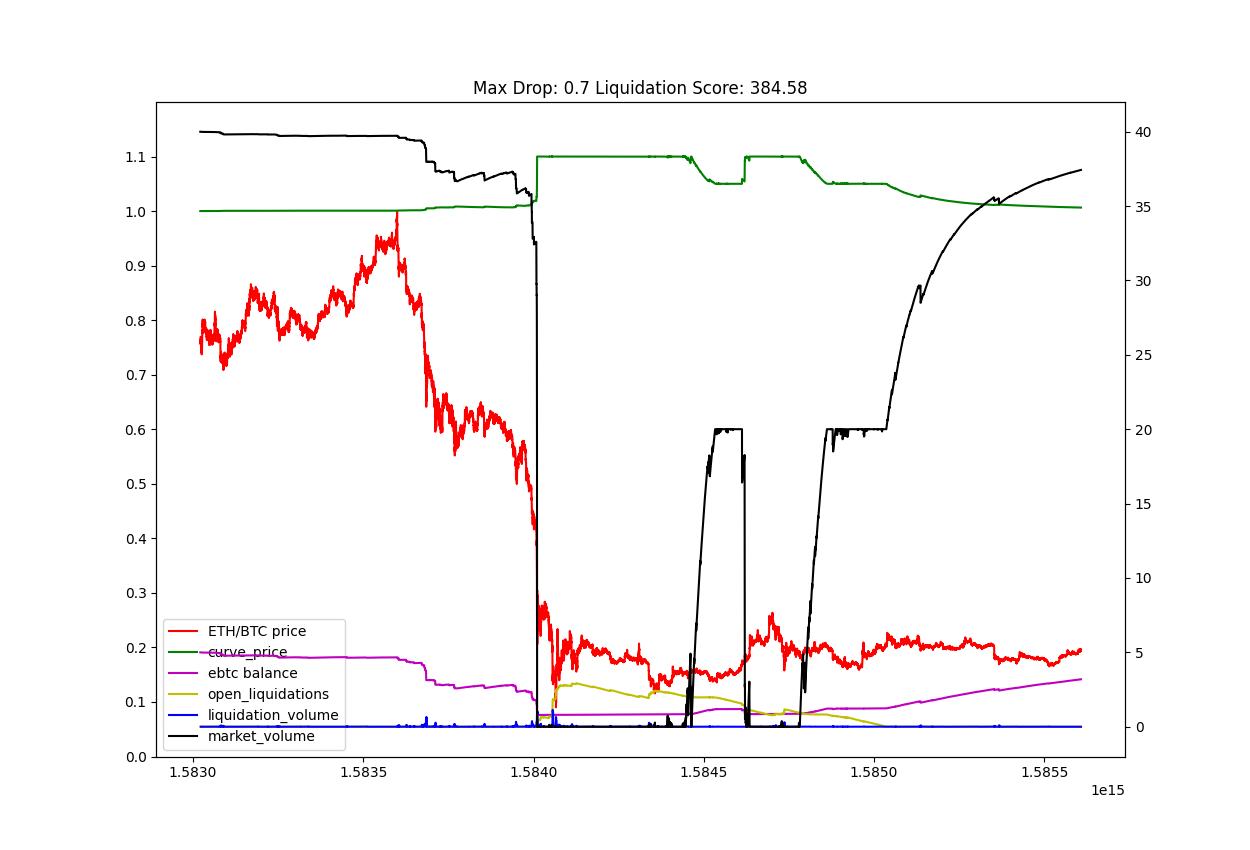 Max Drop: 0.7 Liquidation Score: 384.58
1.1
1.0
0.9
0.8
0.7
0.6
0.5
0.4
0.3
0.2
0.1
0.0
40
35
30
25
20
15
10
5
0
ETH/BTC price
curve_price
ebtc balance
open_liquidations
liquidation_volume
market_volume
1.5830 1.5835 1.5840 1.5845 1.5850 1.5855
1e15